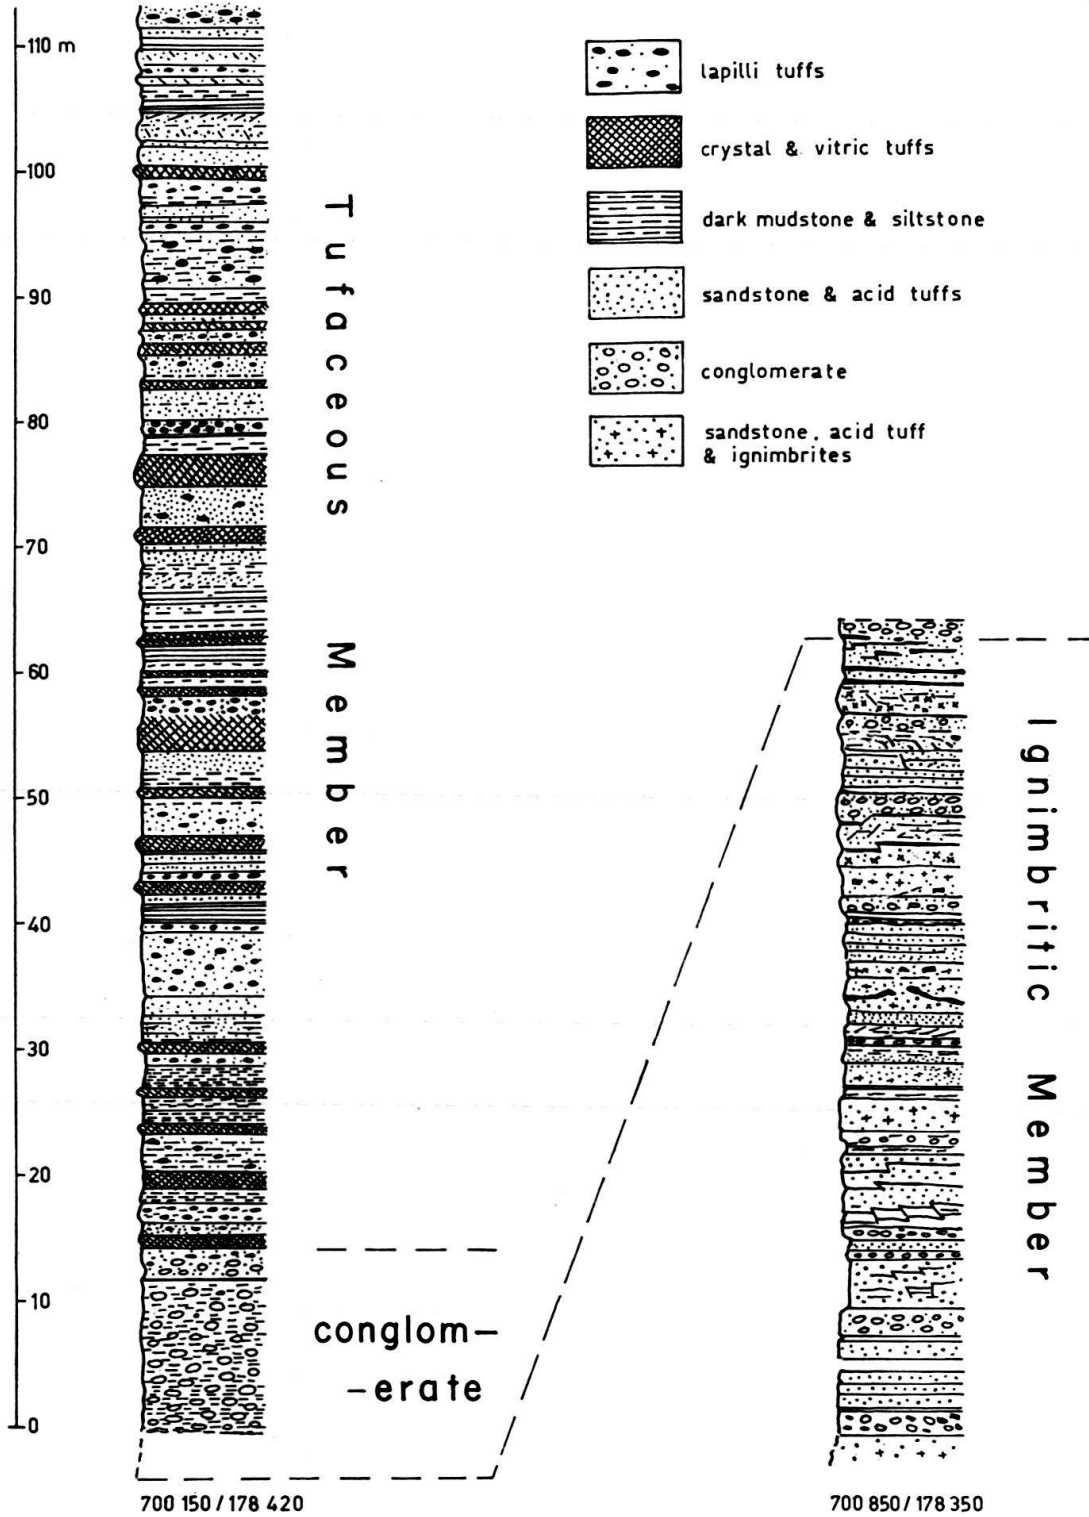 110 m
100
90
80
70
60
50
40
30
20
10
0
Tufaceous Member
conglom-
-erate
700 150 / 178 420
lapilli tuffs
crystal & vitric tuffs
dark mudstone & siltstone
sandstone & acid tuffs
conglomerate
sandstone, acid tuff
& ignimbrites
Ignimbritic Member
700 850 / 178 350